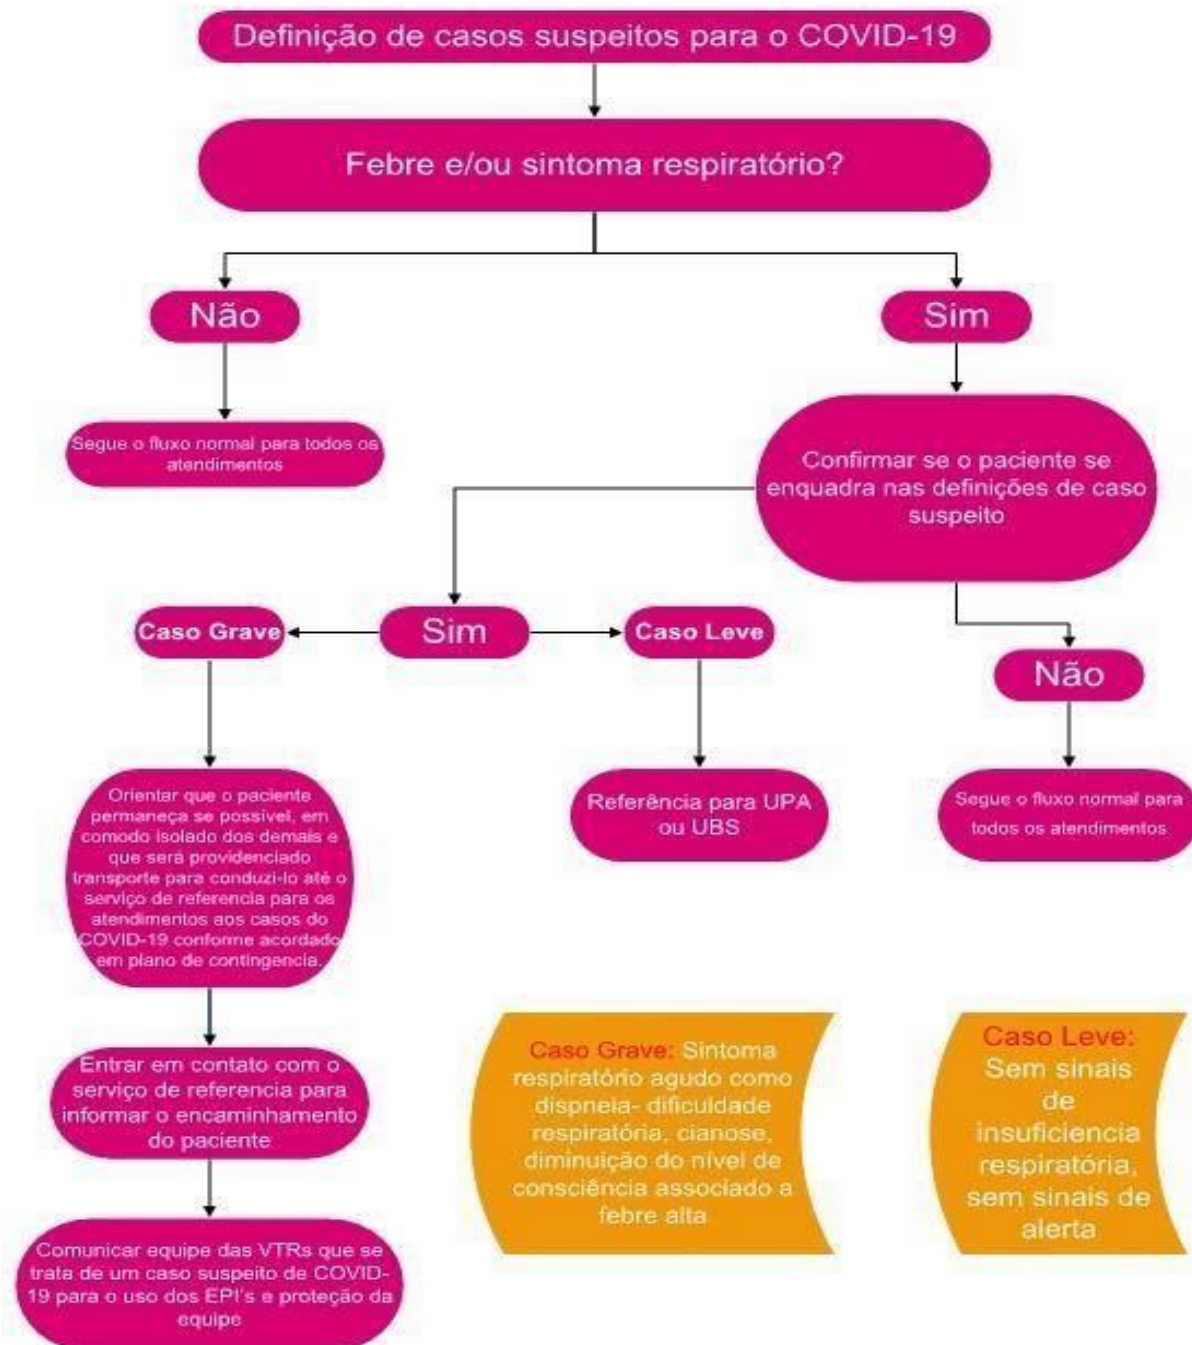 Definição de casos suspeitos para o COVID-19
Febre e/ou sintoma respiratório?
Não
Sim
Segue o fluxo normal para todos os
atendimentos
Confirmar se o paciente se
enquadra nas definições de caso
suspeito
Caso Grave
Sim
Caso Leve
Não
Orientar que o paciente
permaneça se possível, em
comodo isolado dos demais e
que será providenciado
transporte para conduzi-lo até o
serviço de referencia para os
atendimentos aos casos do
COVID-19 conforme acordado
em plano de contingencia.
Referência para UPA
ou UBS
Segue o fluxo normal para
todos os atendimentos
Entrar em contato com o
serviço de referencia para
informar o encaminhamento
do paciente
Caso Grave: Sintoma
respiratório agudo como
dispneia- dificuldade
respiratória, cianose,
diminuição do nível de
consciência associado a
febre alta
Caso Leve:
Sem sinais
de
insuficiencia
respiratória,
sem sinais de
alerta
Comunicar equipe das VTRs que se
trata de um caso suspeito de COVID-
19 para o uso dos EPI's e proteção da
equipe